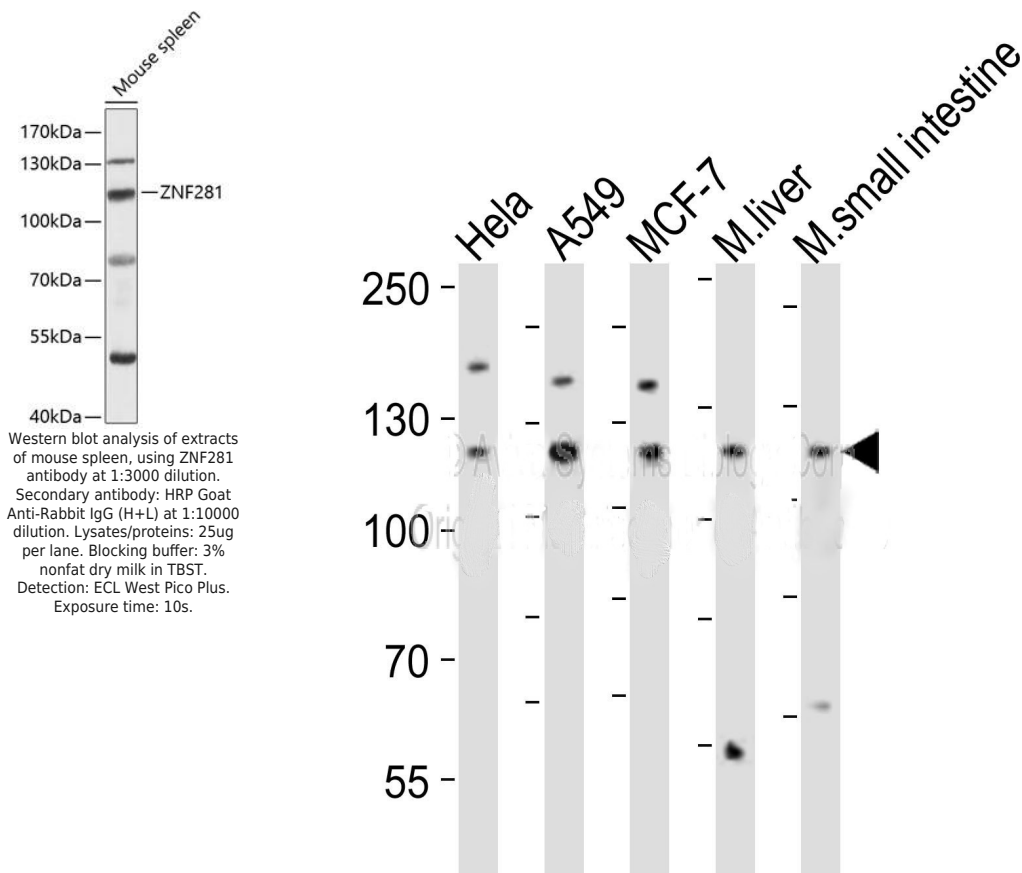 Mouse spleen
170kDa
130kDa
ZNF281
100kDa
70kDa
55kDa
40kDa
Western blot analysis of extracts
of mouse spleen, using ZNF281
antibody at 1:3000 dilution.
Secondary antibody: HRP Goat
Anti-Rabbit IgG (H+L) at 1:10000
dilution. Lysates/proteins: 25ug
per lane. Blocking buffer: 3%
nonfat dry milk in TBST.
Detection: ECL West Pico Plus.
Exposure time: 10s.
Hela
A549
MCF-7
M.liver
M.small intestine
250
130
100
70
55